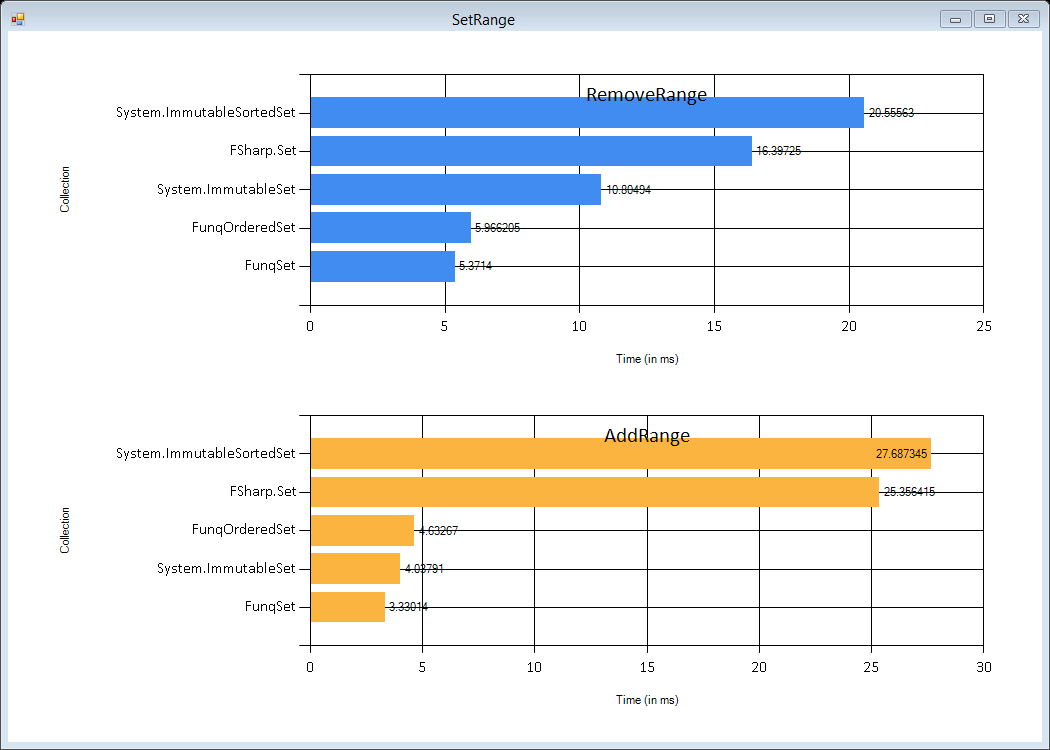 SetRange
RemoveRange
System.ImmutableSortedSet
20.55563
FSharp.Set
16.39725
System.ImmutableSet
10.80494
FunqOrderedSet
5.966205
FunqSet
5.3714
Collection
0 5 10 15 20 25
Time (in ms)
AddRange
System.ImmutableSortedSet
27.687345
FSharp.Set
25.356415
FunqOrderedSet
4.63267
System.ImmutableSet
4.03791
FunqSet
3.33014
Collection
0 5 10 15 20 25 30
Time (in ms)